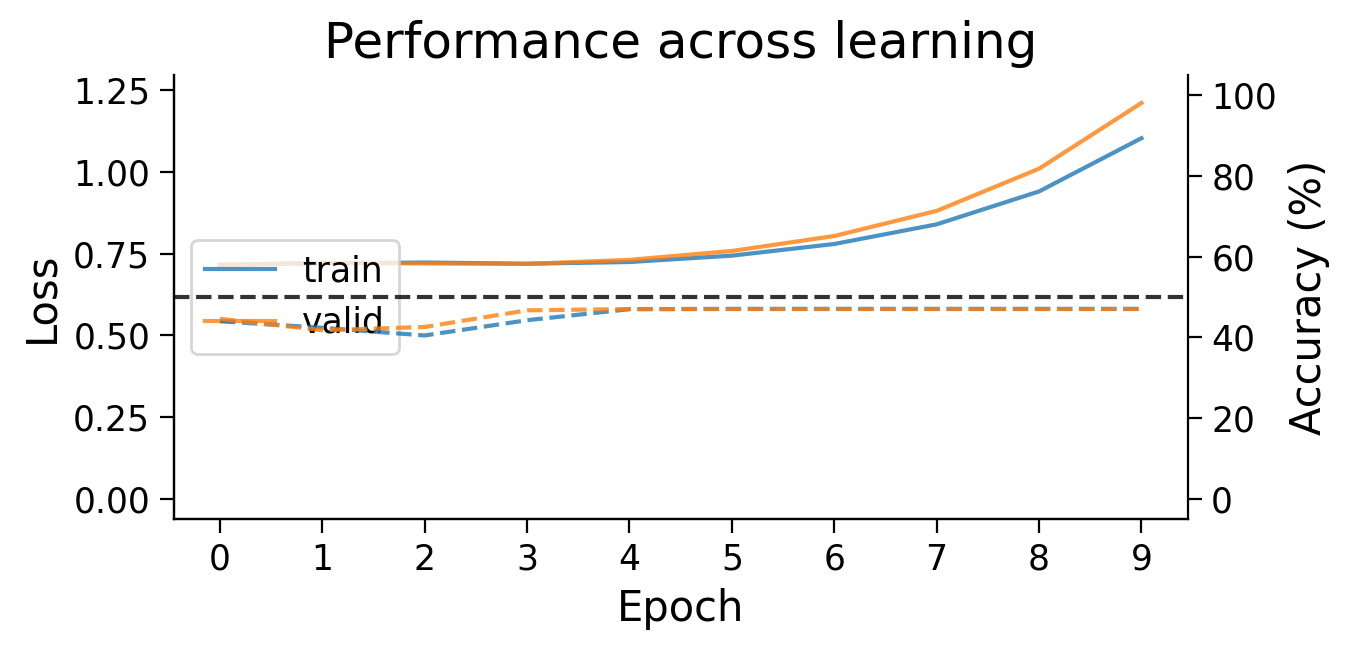 Performance across learning
Loss
1.25
1.00
0.75
0.50
0.25
0.00
train
valid
100
80
60
40
20
0
Accuracy (%)
0 1 2 3 4 5 6 7 8 9
Epoch